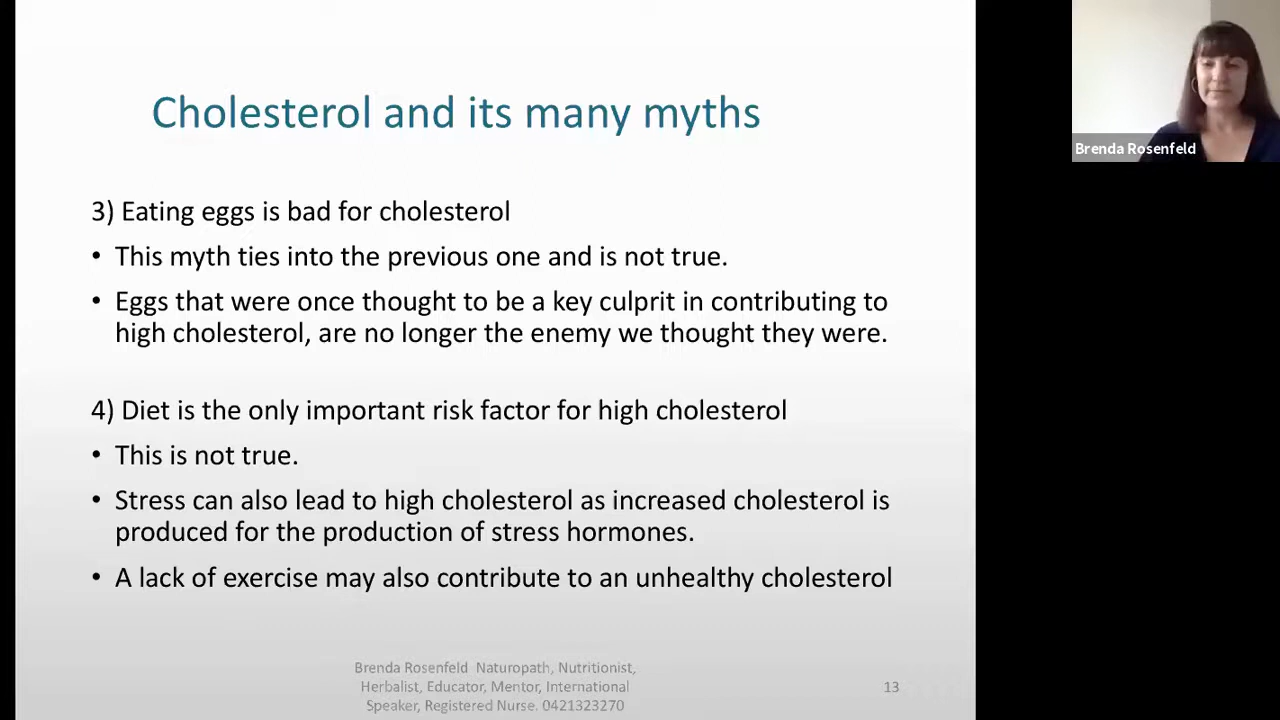 Cholesterol and its many myths
Brenda Rosenfeld
3) Eating eggs is bad for cholesterol
• This myth ties into the previous one and is not true.
• Eggs that were once thought to be a key culprit in contributing to
high cholesterol, are no longer the enemy we thought they were.
4) Diet is the only important risk factor for high cholesterol
• This is not true.
• Stress can also lead to high cholesterol as increased cholesterol is
produced for the production of stress hormones.
• A lack of exercise may also contribute to an unhealthy cholesterol
Brenda Rosenfeld Naturopath, Nutritionist,
Herbalist, Educator, Mentor, International
Speaker, Registered Nurse. 0421323270
13